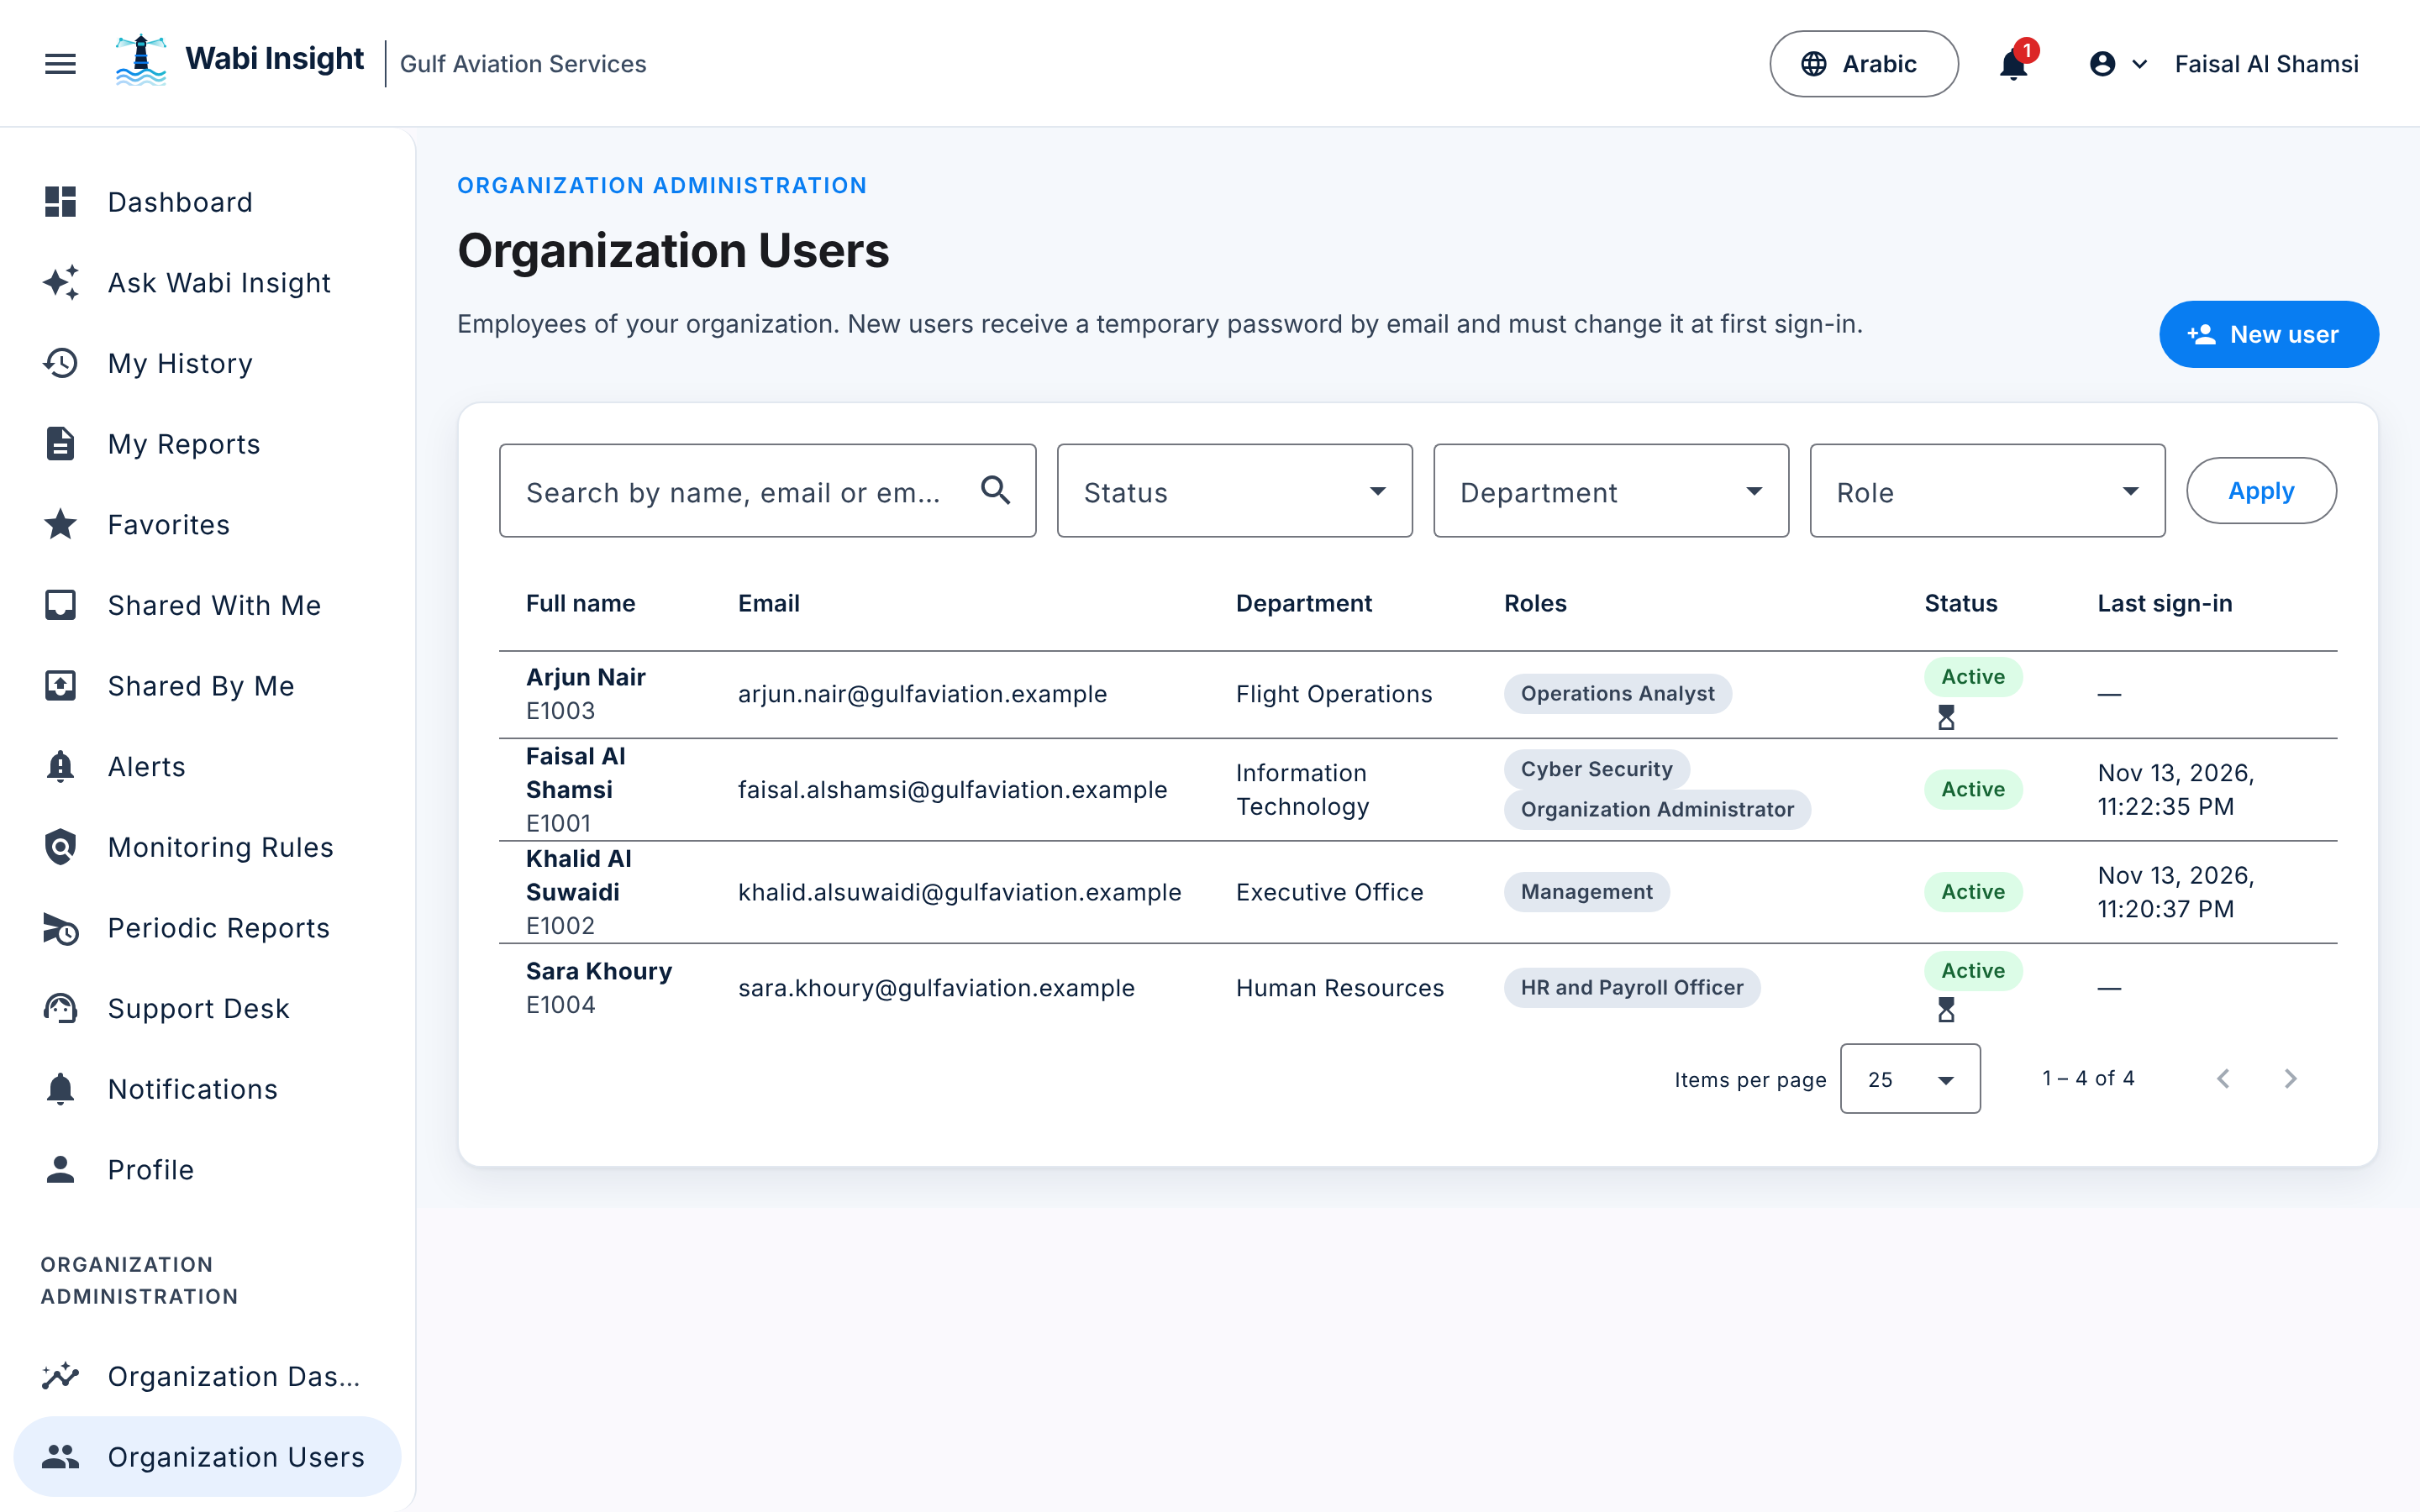 Wabi Insight
Gulf Aviation Services
Arabic
1
Faisal Al Shamsi
Dashboard
Ask Wabi Insight
My History
My Reports
Favorites
Shared With Me
Shared By Me
Alerts
Monitoring Rules
Periodic Reports
Support Desk
Notifications
Profile
ORGANIZATION
ADMINISTRATION
Organization Das...
Organization Users
ORGANIZATION ADMINISTRATION
Organization Users
Employees of your organization. New users receive a temporary password by email and must change it at first sign-in.
New user
Search by name, email or em...
Status
Department
Role
Apply
Full name Email Department Roles Status Last sign-in
Arjun Nair
E1003
arjun.nair@gulfaviation.example
Flight Operations
Operations Analyst
Active
—
Faisal Al
Shamsi
E1001
faisal.alshamsi@gulfaviation.example
Information
Technology
Cyber Security
Organization Administrator
Active
Nov 13, 2026,
11:22:35 PM
Khalid Al
Suwaidi
E1002
khalid.alsuwaidi@gulfaviation.example
Executive Office
Management
Active
Nov 13, 2026,
11:20:37 PM
Sara Khoury
E1004
sara.khoury@gulfaviation.example
Human Resources
HR and Payroll Officer
Active
—
Items per page
25
1 – 4 of 4